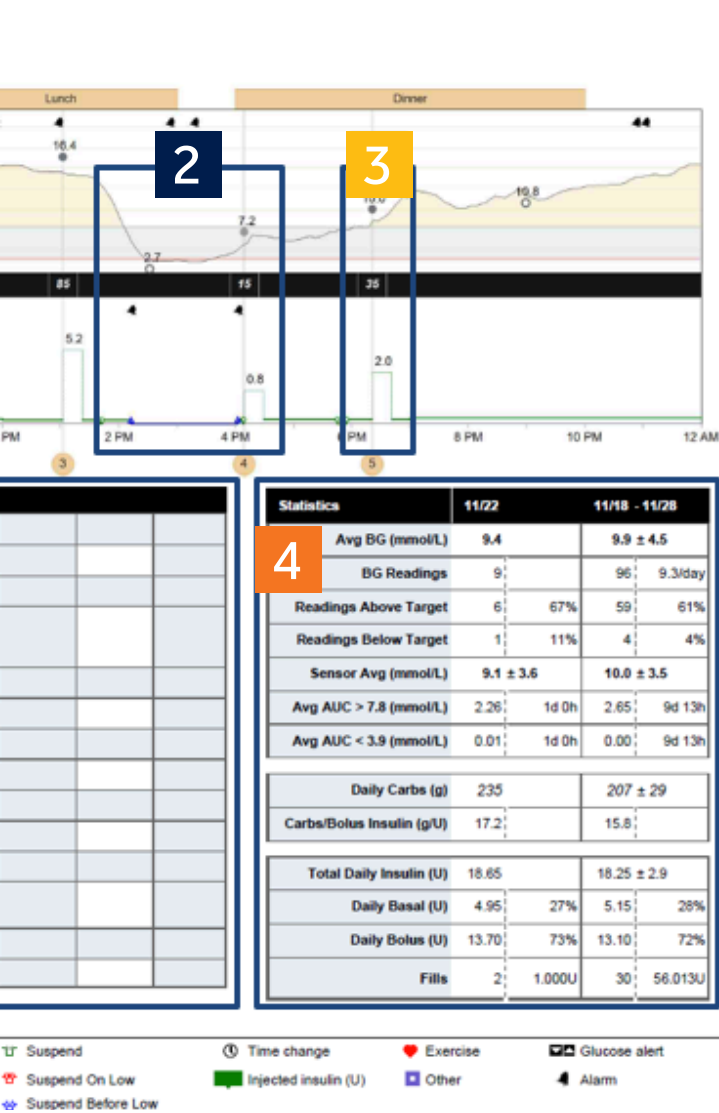 Lunch Dinner
16.4
2
3
7.2
10.8
2.7
85 15 35
5.2
0.8
2.0
PM 2 PM 4 PM PM 8 PM 10 PM 12 AM
3 4 5
Statistics 11/22 11/18 - 11/28
4
Avg BG (mmol/L) 9.4 9.9 ± 4.5
BG Readings 9 96 9.3/day
Readings Above Target 6 67% 59 61%
Readings Below Target 1 11% 4 4%
Sensor Avg (mmol/L) 9.1 ± 3.6 10.0 ± 3.5
Avg AUC > 7.8 (mmol/L) 2.26 1d 0h 2.65 9d 13h
Avg AUC < 3.9 (mmol/L) 0.01 1d 0h 0.00 9d 13h
Daily Carbs (g) 235 207 ± 29
Carbs/Bolus Insulin (g/U) 17.2 15.8
Total Daily Insulin (U) 18.65 18.25 ± 2.9
Daily Basal (U) 4.95 27% 5.15 28%
Daily Bolus (U) 13.70 73% 13.10 72%
Fills 2 1.000U 30 56.013U
Suspend Time change Exercise Glucose alert
Suspend On Low Injected insulin (U) Other Alarm
Suspend Before Low